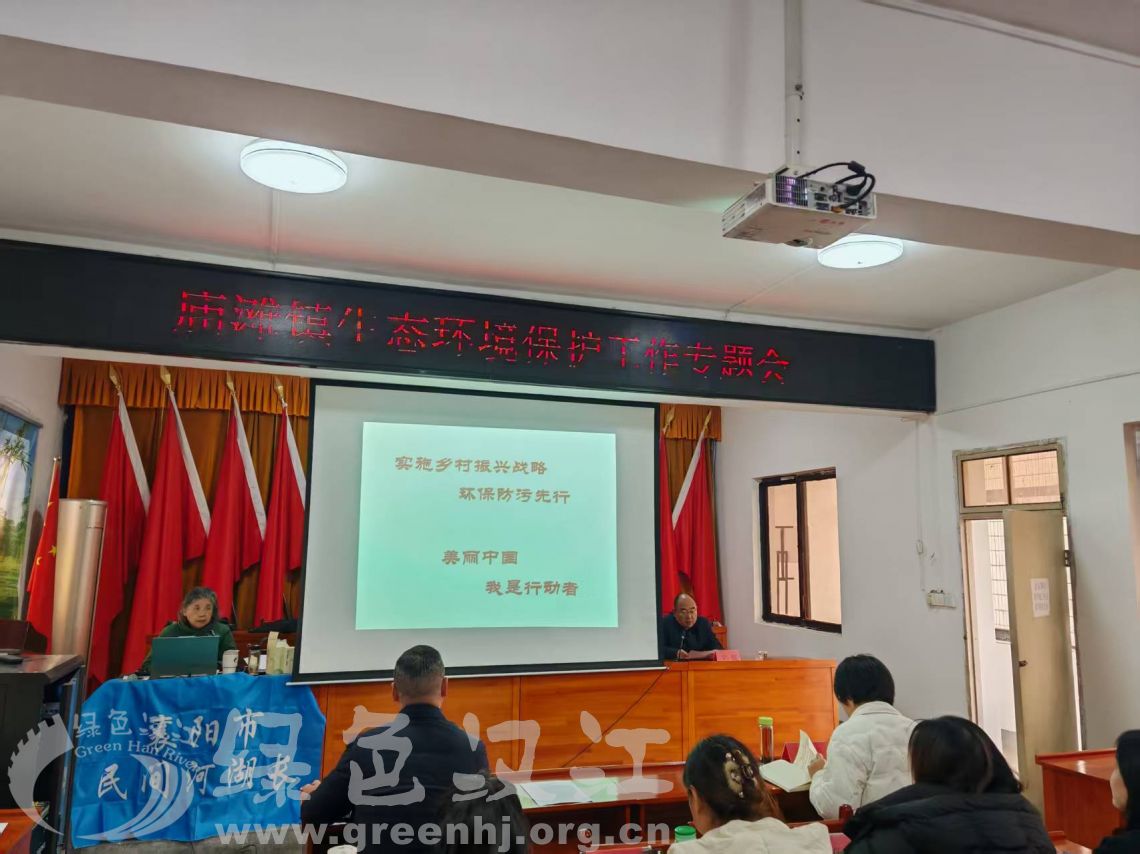 庙滩镇生态环境保护工作专题会
实施乡村振兴战略
环保防污先行
美丽中国
我是行动者
襄阳市
民间河湖长
绿色汉江
Green Han River
绿色汉江
www.greenhj.org.cn